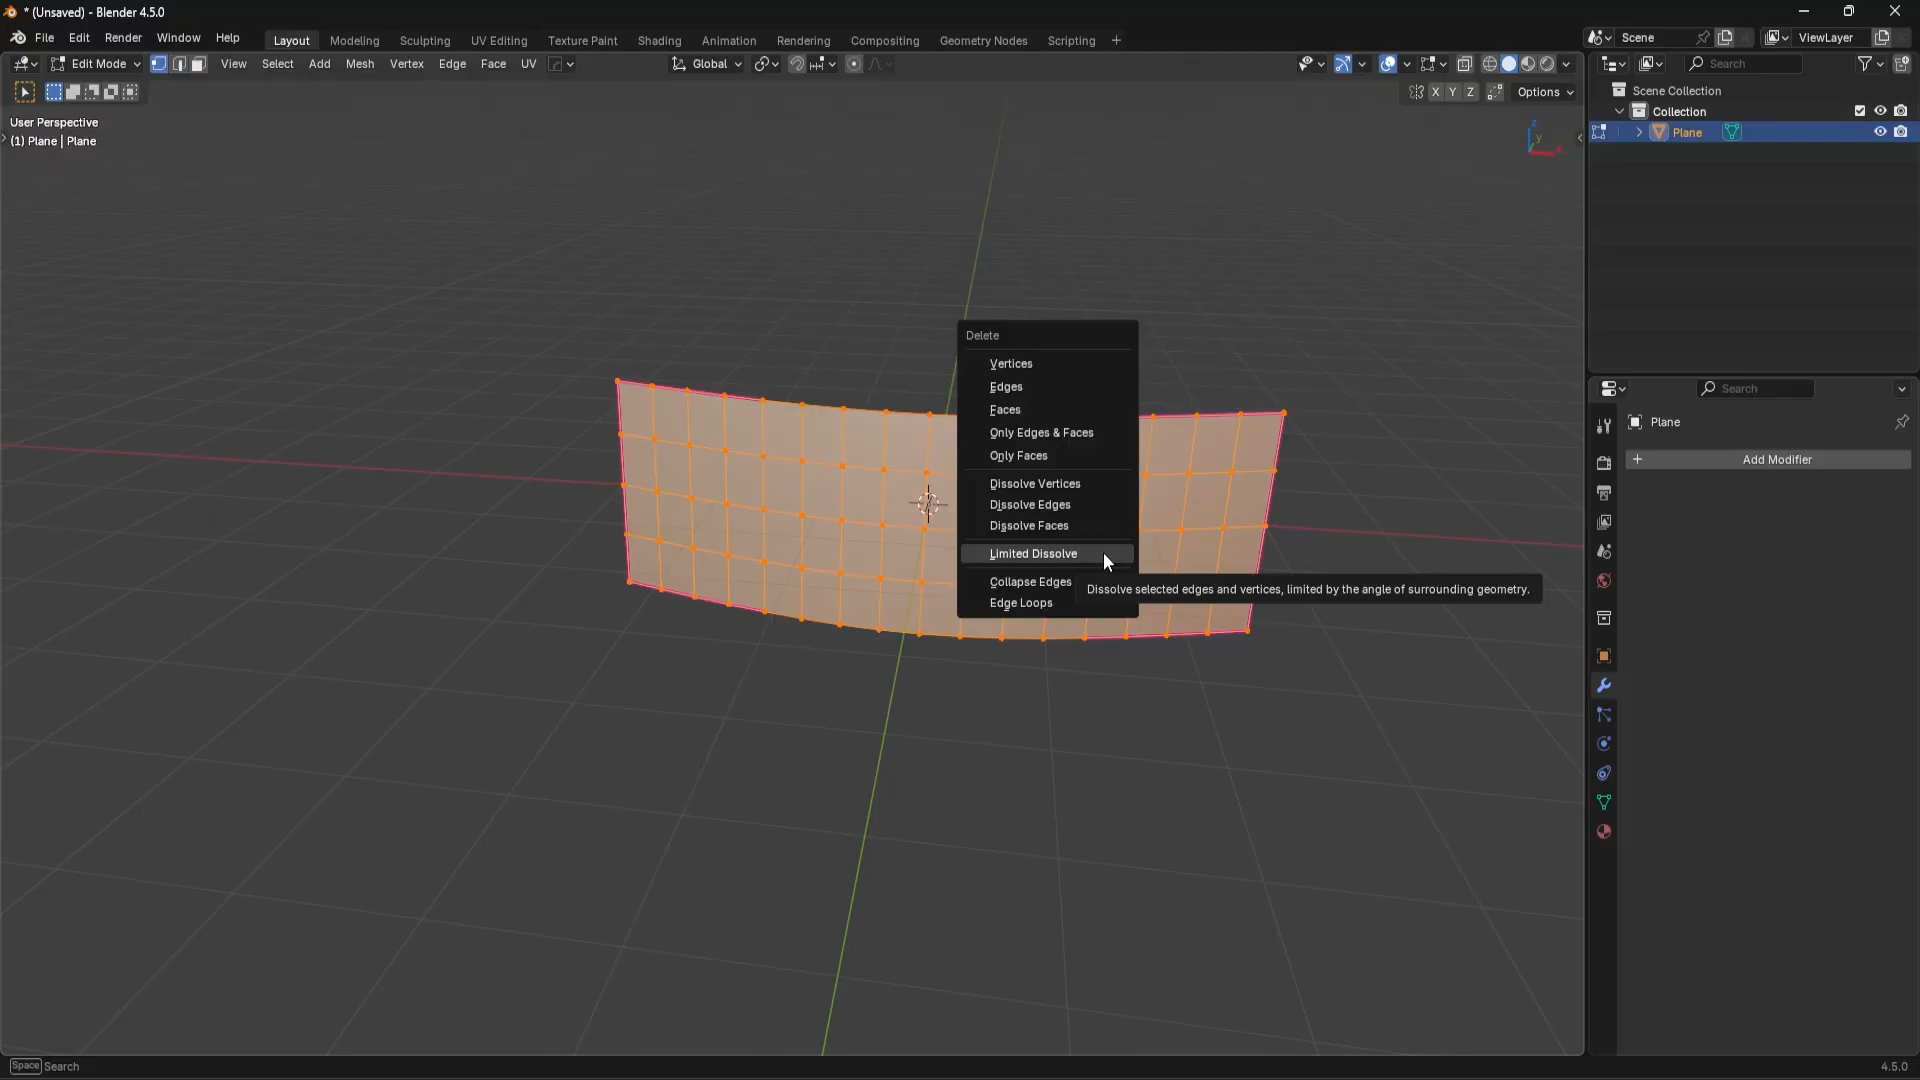 * (Unsaved) - Blender 4.5.0
File Edit Render Window Help Layout Modeling Sculpting UV Editing Texture Paint Shading Animation Rendering Compositing Geometry Nodes Scripting +
Scene
ViewLayer
Edit Mode View Select Add Mesh Vertex Edge Face UV
Global
Search
X Y Z Options
Scene Collection
Collection
Plane
User Perspective
(1) Plane | Plane
z
y
Delete
Vertices
Edges
Faces
Only Edges & Faces
Only Faces
Dissolve Vertices
Dissolve Edges
Dissolve Faces
Limited Dissolve
Collapse Edges
Edge Loops
Dissolve selected edges and vertices, limited by the angle of surrounding geometry.
Search
Plane
+ Add Modifier
Space Search
4.5.0